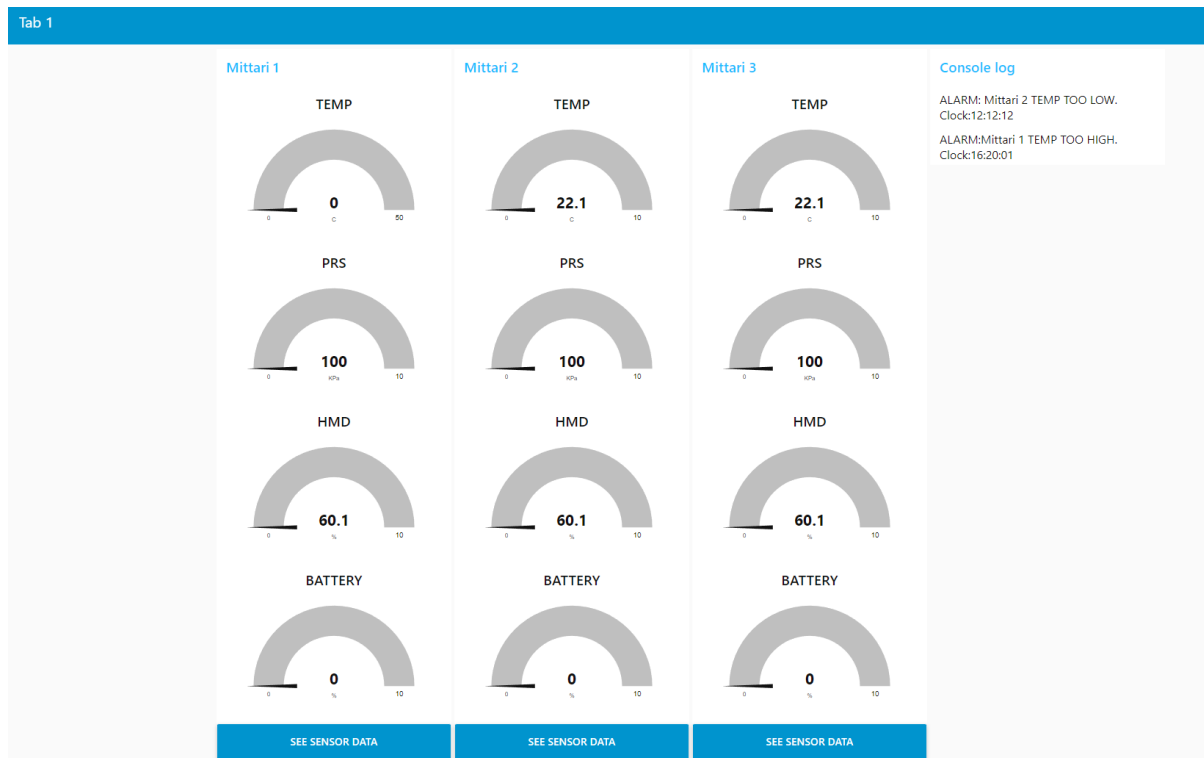 Tab 1
Mittari 1
TEMP
0
C
0
50
PRS
100
KPa
0
10
HMD
60.1
%
0
10
BATTERY
0
%
0
10
SEE SENSOR DATA
Mittari 2
TEMP
22.1
C
0
10
PRS
100
KPa
0
10
HMD
60.1
%
0
10
BATTERY
0
%
0
10
SEE SENSOR DATA
Mittari 3
TEMP
22.1
C
0
10
PRS
100
KPa
0
10
HMD
60.1
%
0
10
BATTERY
0
%
0
10
SEE SENSOR DATA
Console log
ALARM: Mittari 2 TEMP TOO LOW.
Clock:12:12:12
ALARM:Mittari 1 TEMP TOO HIGH.
Clock:16:20:01